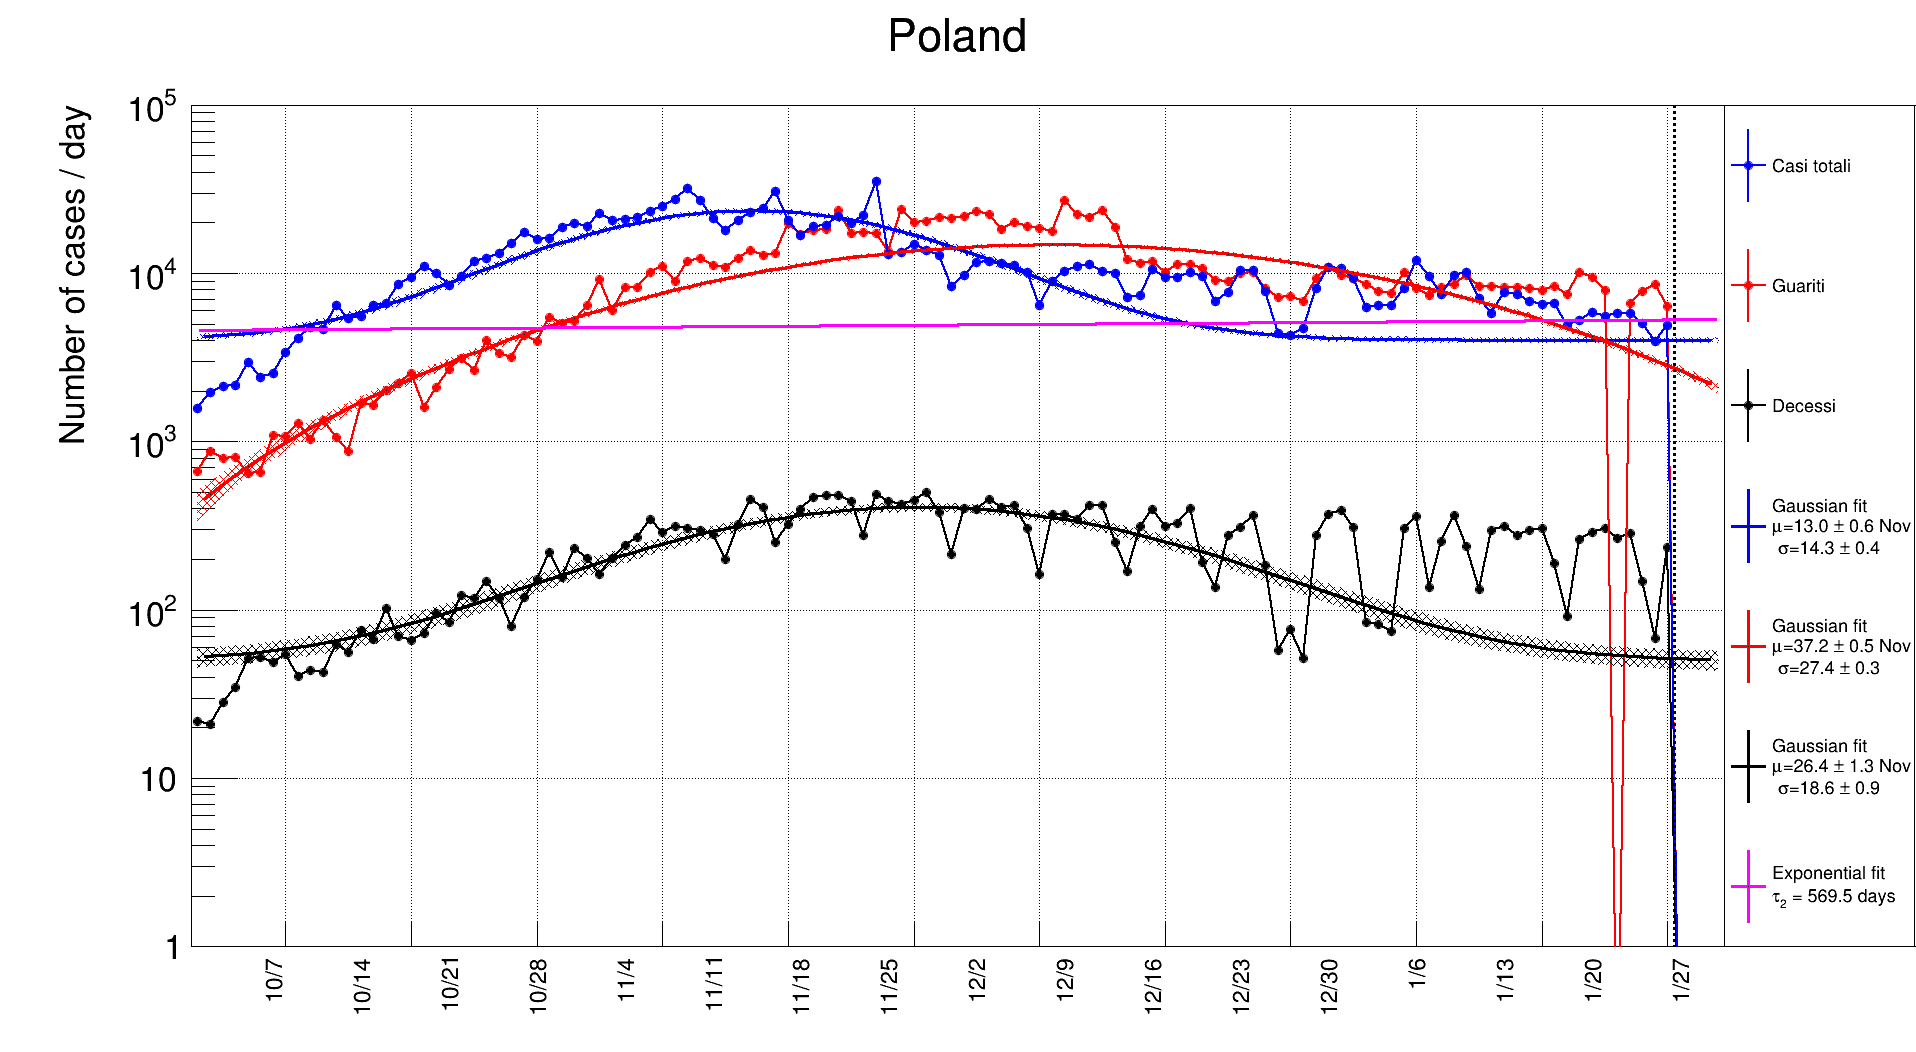 Poland
Number of cases / day
10^5
10^4
10^3
10^2
10
1
10/7
10/14
10/21
10/28
11/4
11/11
11/18
11/25
12/2
12/9
12/16
12/23
12/30
1/6
1/13
1/20
1/27
Casi totali
Guariti
Decessi
Gaussian fit
μ=13.0 ± 0.6 Nov
σ=14.3 ± 0.4
Gaussian fit
μ=37.2 ± 0.5 Nov
σ=27.4 ± 0.3
Gaussian fit
μ=26.4 ± 1.3 Nov
σ=18.6 ± 0.9
Exponential fit
τ₂ = 569.5 days